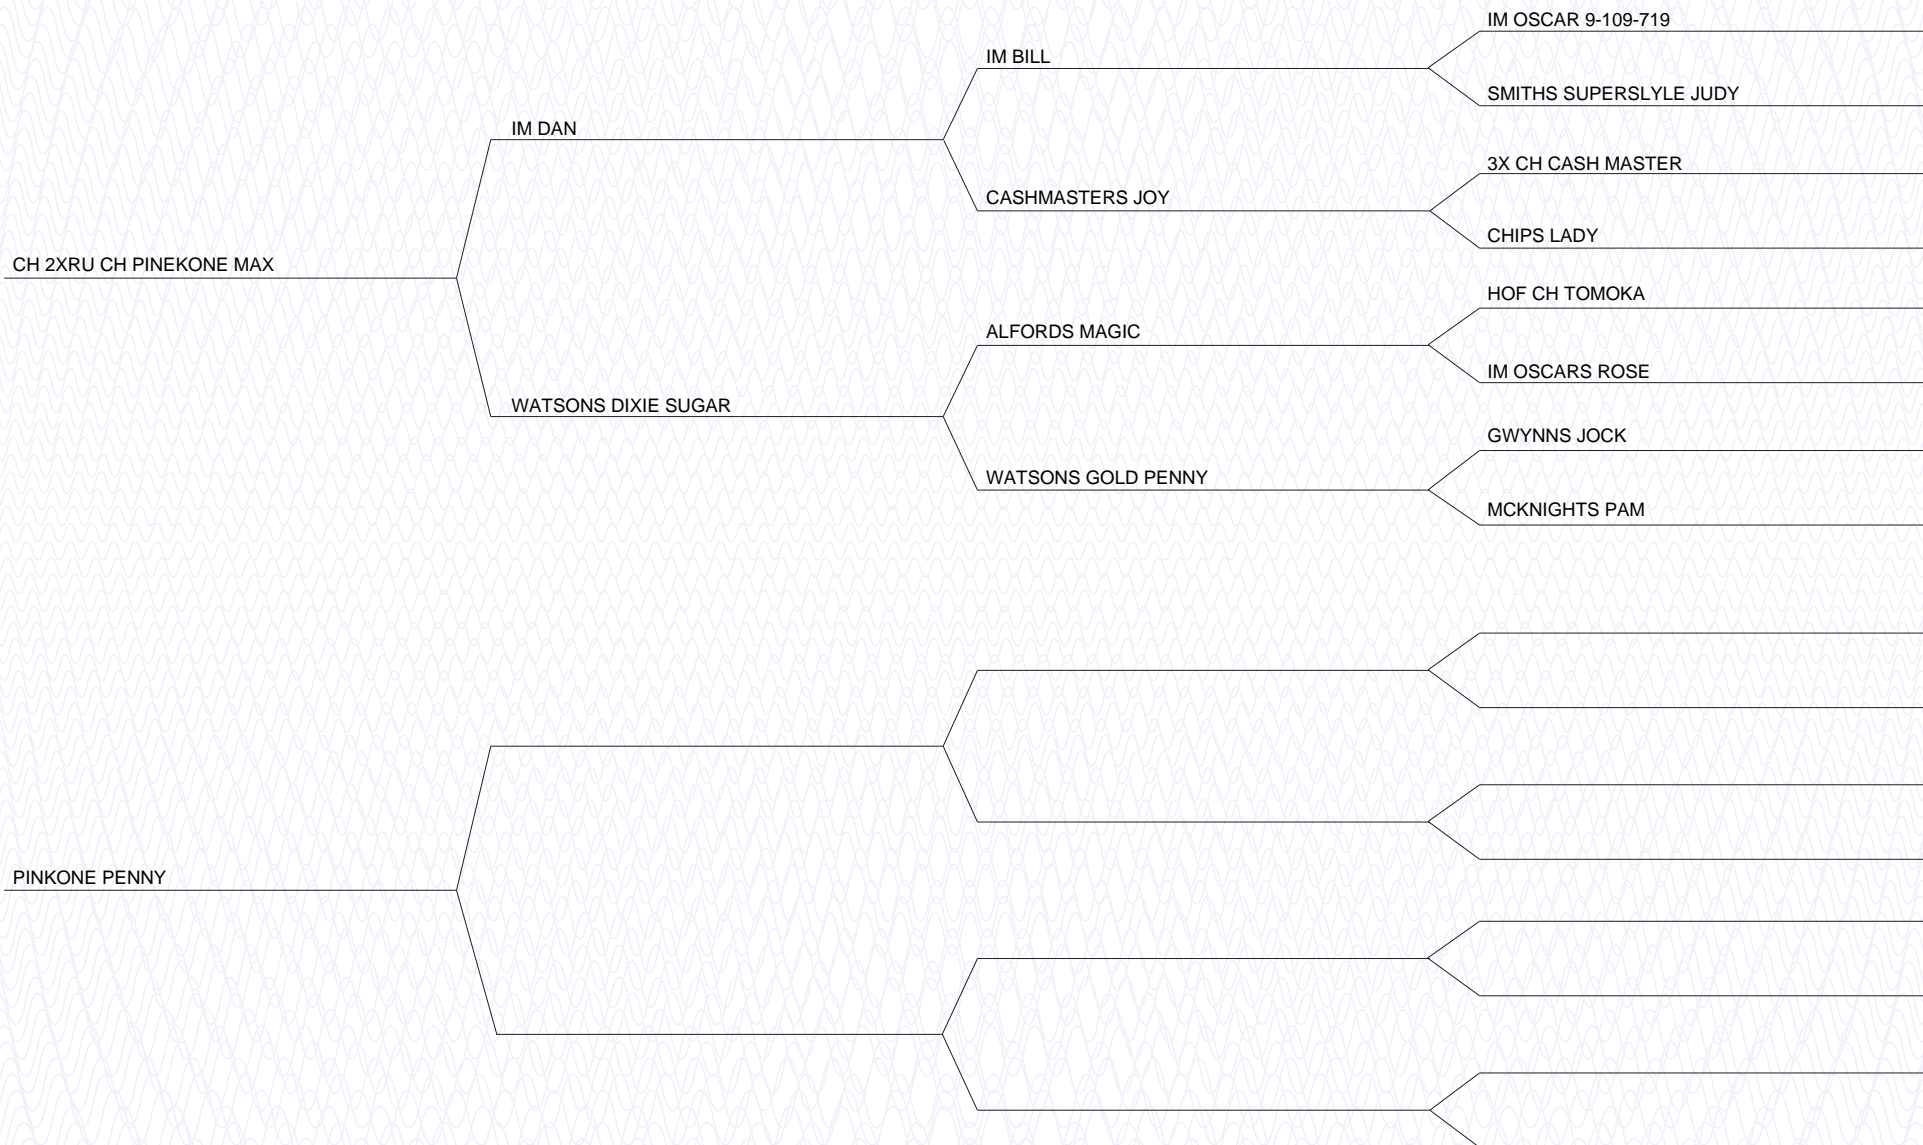 IM OSCAR 9-109-719
IM BILL
SMITHS SUPERSLYLE JUDY
IM DAN
3X CH CASH MASTER
CASHMASTERS JOY
CHIPS LADY
CH 2XRU CH PINEKONE MAX
HOF CH TOMOKA
ALFORDS MAGIC
IM OSCARS ROSE
WATSONS DIXIE SUGAR
GWYNNS JOCK
WATSONS GOLD PENNY
MCKNIGHTS PAM
PINKONE PENNY